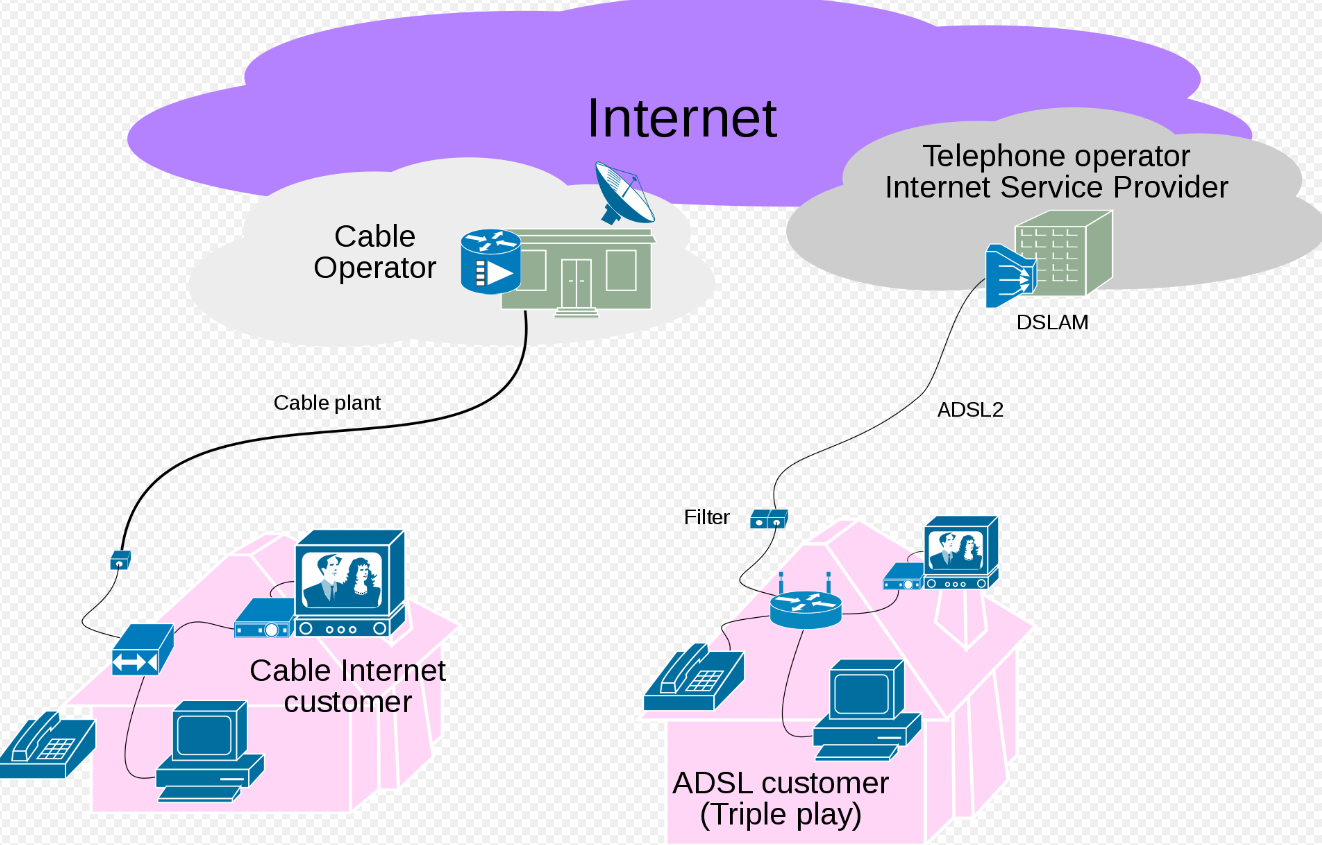 Internet
Telephone operator
Internet Service Provider
Cable
Operator
DSLAM
Cable plant
ADSL2
Filter
Cable Internet
customer
ADSL customer
(Triple play)